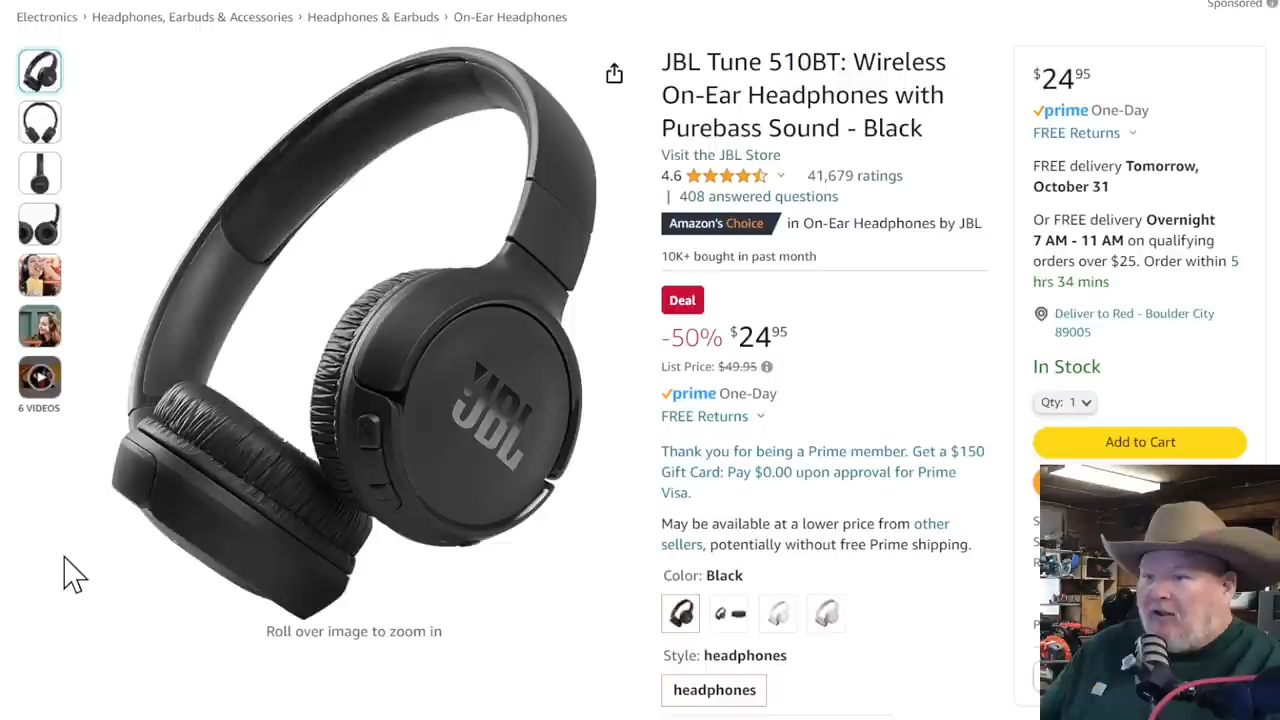 Electronics › Headphones, Earbuds & Accessories › Headphones & Earbuds › On-Ear Headphones
Sponsored
JBL
6 VIDEOS
Roll over image to zoom in
JBL Tune 510BT: Wireless
On-Ear Headphones with
Purebass Sound - Black
Visit the JBL Store
4.6 41,679 ratings
| 408 answered questions
Amazon's Choice in On-Ear Headphones by JBL
10K+ bought in past month
Deal
-50% $2495
List Price: $49.95
prime One-Day
FREE Returns
Thank you for being a Prime member. Get a $150
Gift Card: Pay $0.00 upon approval for Prime
Visa.
May be available at a lower price from other
sellers, potentially without free Prime shipping.
Color: Black
Style: headphones
headphones
$2495
prime One-Day
FREE Returns
FREE delivery Tomorrow,
October 31
Or FREE delivery Overnight
7 AM - 11 AM on qualifying
orders over $25. Order within 5
hrs 34 mins
Deliver to Red - Boulder City
89005
In Stock
Qty: 1
Add to Cart